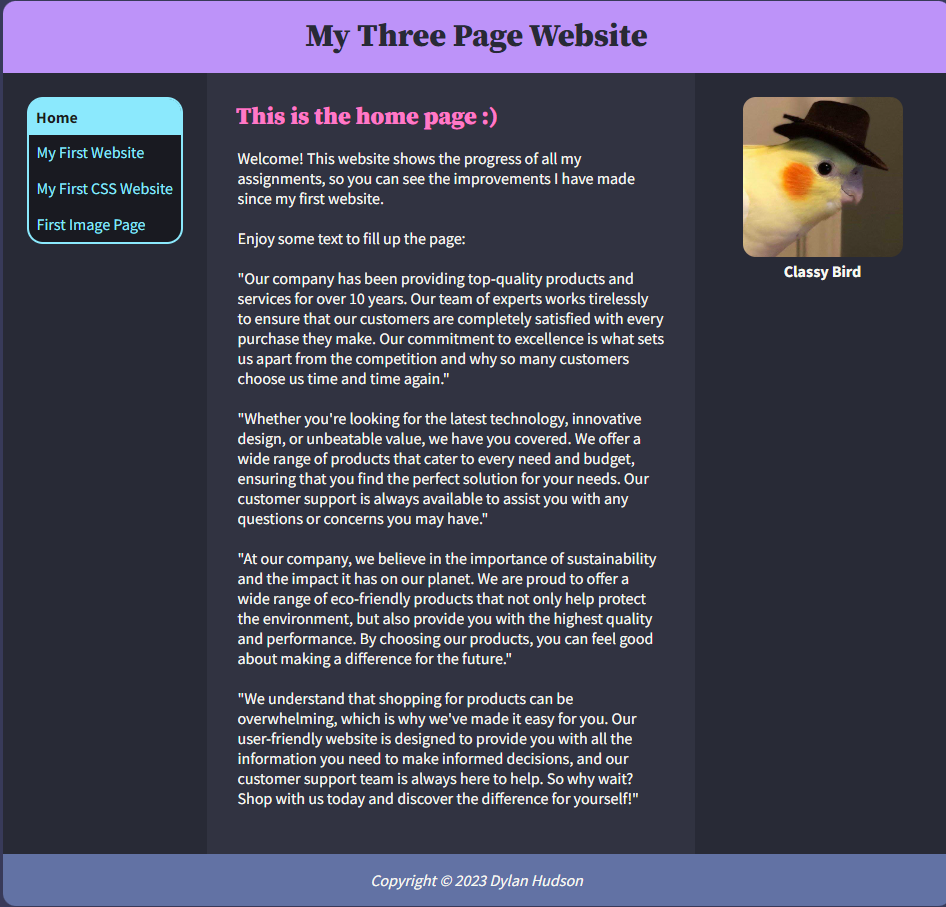 My Three Page Website
Home
My First Website
My First CSS Website
First Image Page
This is the home page :)
Welcome! This website shows the progress of all my
assignments, so you can see the improvements I have made
since my first website.
Enjoy some text to fill up the page:
"Our company has been providing top-quality products and
services for over 10 years. Our team of experts works tirelessly
to ensure that our customers are completely satisfied with every
purchase they make. Our commitment to excellence is what sets
us apart from the competition and why so many customers
choose us time and time again."
"Whether you're looking for the latest technology, innovative
design, or unbeatable value, we have you covered. We offer a
wide range of products that cater to every need and budget,
ensuring that you find the perfect solution for your needs. Our
customer support is always available to assist you with any
questions or concerns you may have."
"At our company, we believe in the importance of sustainability
and the impact it has on our planet. We are proud to offer a
wide range of eco-friendly products that not only help protect
the environment, but also provide you with the highest quality
and performance. By choosing our products, you can feel good
about making a difference for the future."
"We understand that shopping for products can be
overwhelming, which is why we've made it easy for you. Our
user-friendly website is designed to provide you with all the
information you need to make informed decisions, and our
customer support team is always here to help. So why wait?
Shop with us today and discover the difference for yourself!"
Classy Bird
Copyright © 2023 Dylan Hudson